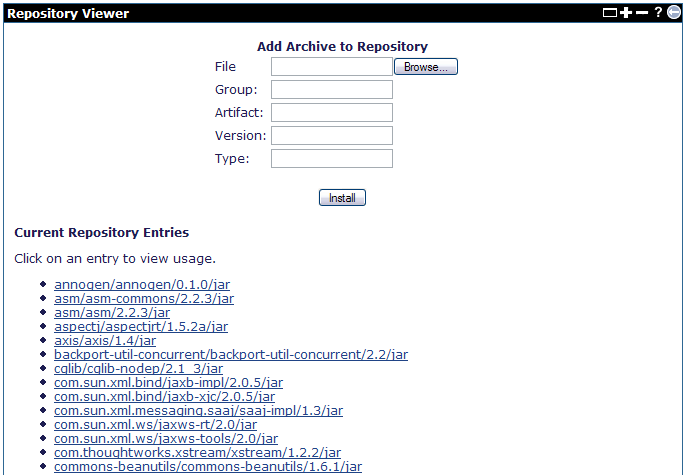 Repository Viewer
?
Add Archive to Repository
File
Browse...
Group:
Artifact:
Version:
Type:
Install
Current Repository Entries
Click on an entry to view usage.
annogen/annogen/0.1.0/jar
asm/asm-commons/2.2.3/jar
asm/asm/2.2.3/jar
aspectj/aspectjrt/1.5.2a/jar
axis/axis/1.4/jar
backport-util-concurrent/backport-util-concurrent/2.2/jar
cglib/cglib-nodep/2.1_3/jar
com.sun.xml.bind/jaxb-impl/2.0.5/jar
com.sun.xml.bind/jaxb-xjc/2.0.5/jar
com.sun.xml.messaging.saaj/saaj-impl/1.3/jar
com.sun.xml.ws/jaxws-rt/2.0/jar
com.sun.xml.ws/jaxws-tools/2.0/jar
com.thoughtworks.xstream/xstream/1.2.2/jar
commons-beanutils/commons-beanutils/1.6.1/jar